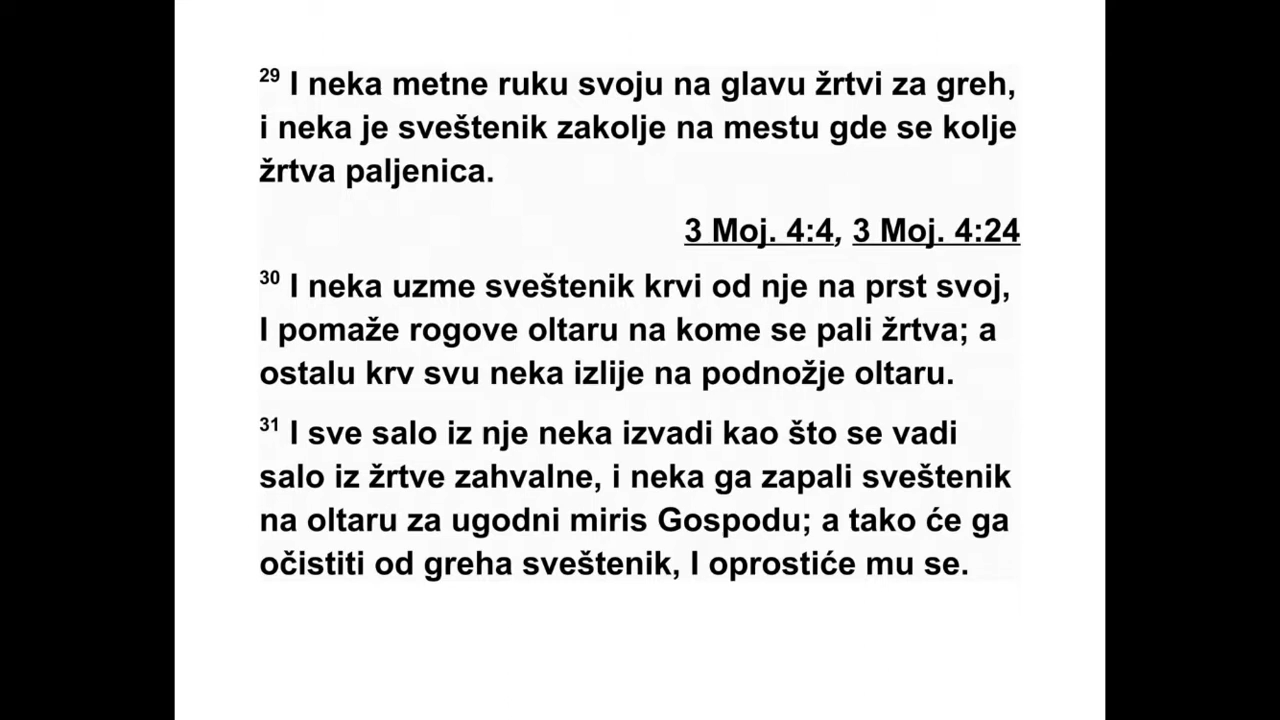 29 I neka metne ruku svoju na glavu žrtvi za greh,
i neka je sveštenik zakolje na mestu gde se kolje
žrtva paljenica.
3 Moj. 4:4, 3 Moj. 4:24
30 I neka uzme sveštenik krvi od nje na prst svoj,
I pomaže rogove oltaru na kome se pali žrtva; a
ostalu krv svu neka izlije na podnožje oltaru.
31 I sve salo iz nje neka izvadi kao što se vadi
salo iz žrtve zahvalne, i neka ga zapali sveštenik
na oltaru za ugodni miris Gospodu; a tako će ga
očistiti od greha sveštenik, I oprostiće mu se.